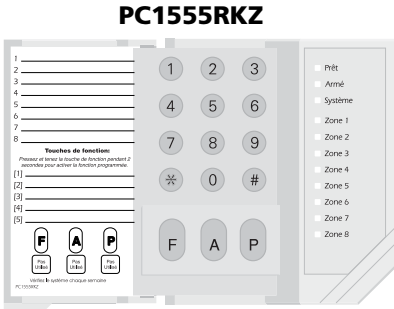 PC1555RKZ
1
2
3
4
5
6
7
8
Touches de fonction:
Pressez et tenez la touche de fonction pendant 2
secondes pour activer la fonction programmée.
[1]
[2]
[3]
[4]
[5]
F A P
Pas Utilisé Pas Utilisé Pas Utilisé
Vérifiez le système chaque semaine
PC1555RKZ
1 2 3
4 5 6
7 8 9
* 0 #
F A P
Prêt
Armé
Système
Zone 1
Zone 2
Zone 3
Zone 4
Zone 5
Zone 6
Zone 7
Zone 8